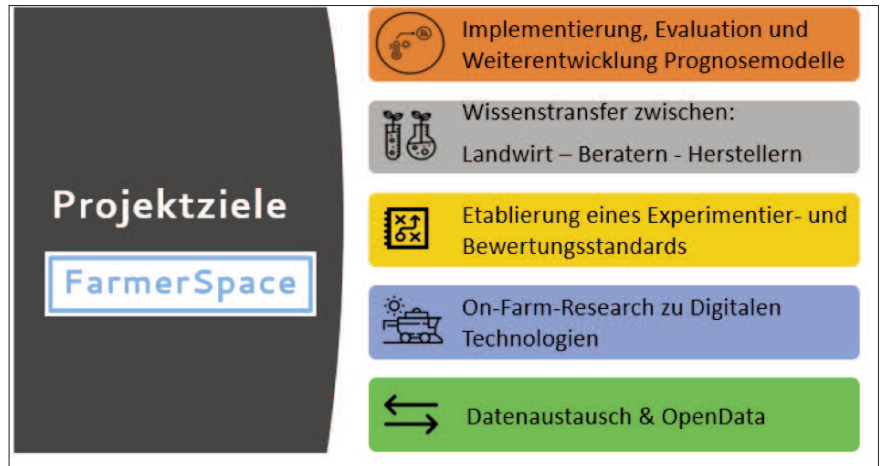 Projektziele
FarmerSpace
Implementierung, Evaluation und
Weiterentwicklung Prognosemodelle
Wissenstransfer zwischen:
Landwirt – Beratern - Herstellern
Etablierung eines Experimentier- und
Bewertungsstandards
On-Farm-Research zu Digitalen
Technologien
Datenaustausch & OpenData